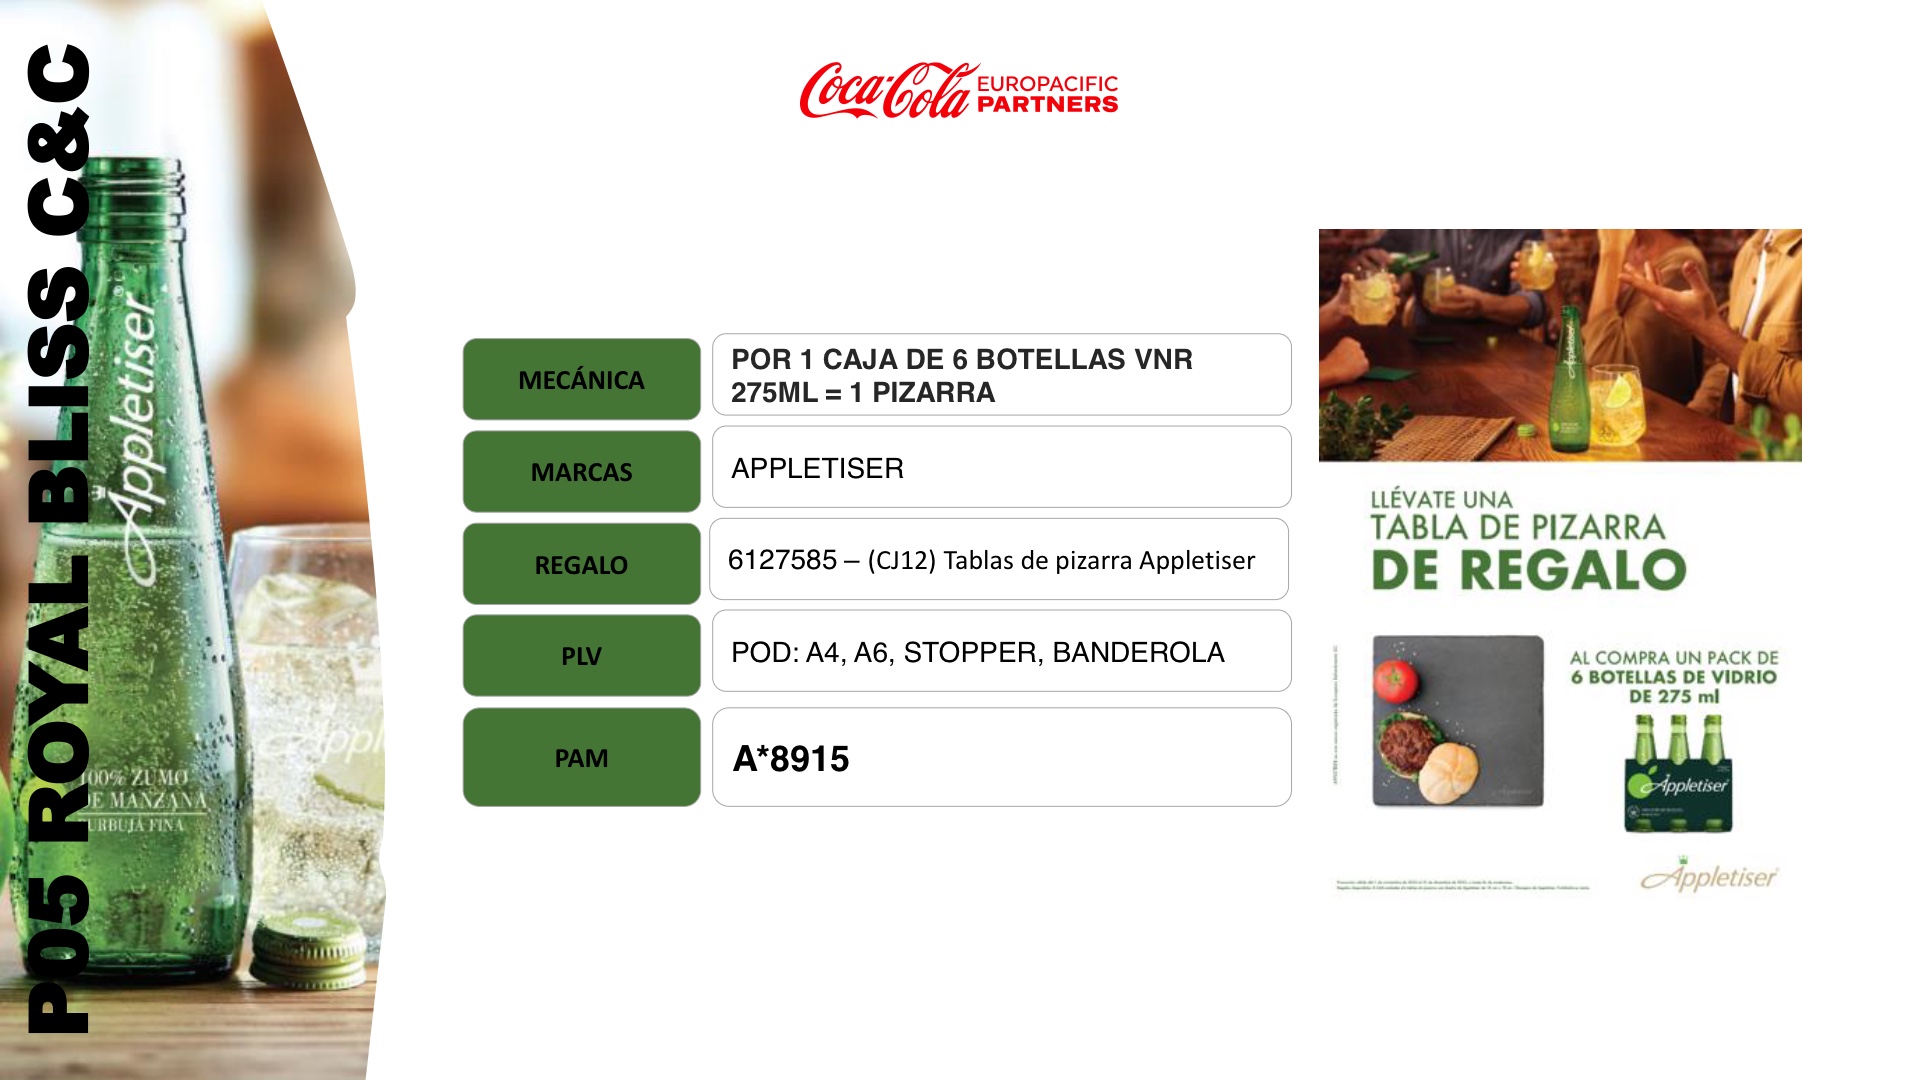 P05 ROYAL BLISS C&C
Appletiser
100% ZUMO
DE MANZANA
BURBUJA FINA
Coca-Cola EUROPACIFIC
PARTNERS
MECÁNICA
POR 1 CAJA DE 6 BOTELLAS VNR
275ML = 1 PIZARRA
MARCAS
APPLETISER
REGALO
6127585 – (CJ12) Tablas de pizarra Appletiser
PLV
POD: A4, A6, STOPPER, BANDEROLA
PAM
A*8915
Appletiser
LLÉVATE UNA
TABLA DE PIZARRA
DE REGALO
AL COMPRA UN PACK DE
6 BOTELLAS DE VIDRIO
DE 275 ml
Appletiser
Appletiser